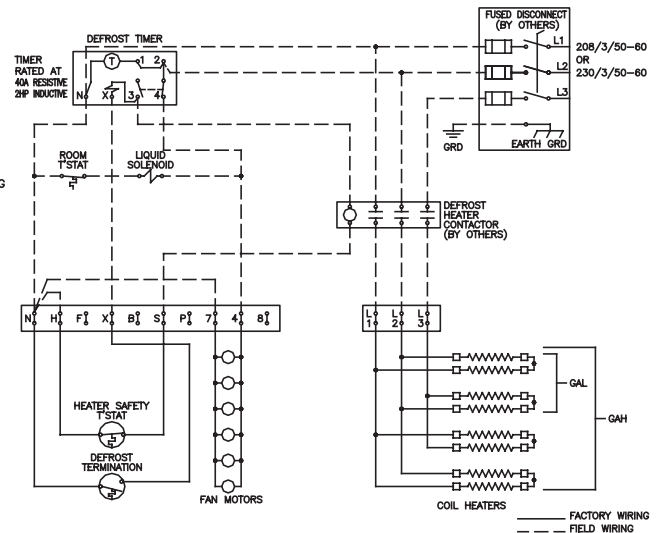 DEFROST TIMER
TIMER
RATED AT
40A RESISTIVE
2HP INDUCTIVE
T
1
2
N
X
3
4
FUSED DISCONNECT
(BY OTHERS)
L1
L2
L3
208/3/50-60
OR
230/3/50-60
GRD
EARTH GRD
ROOM
T'STAT
LIQUID
SOLENOID
G
DEFROST
HEATER
CONTACTOR
(BY OTHERS)
N
H
F
X
B
S
P
7
4
8
L
1
L
2
L
3
HEATER SAFETY
T'STAT
DEFROST
TERMINATION
FAN MOTORS
GAL
GAH
COIL HEATERS
FACTORY WIRING
FIELD WIRING